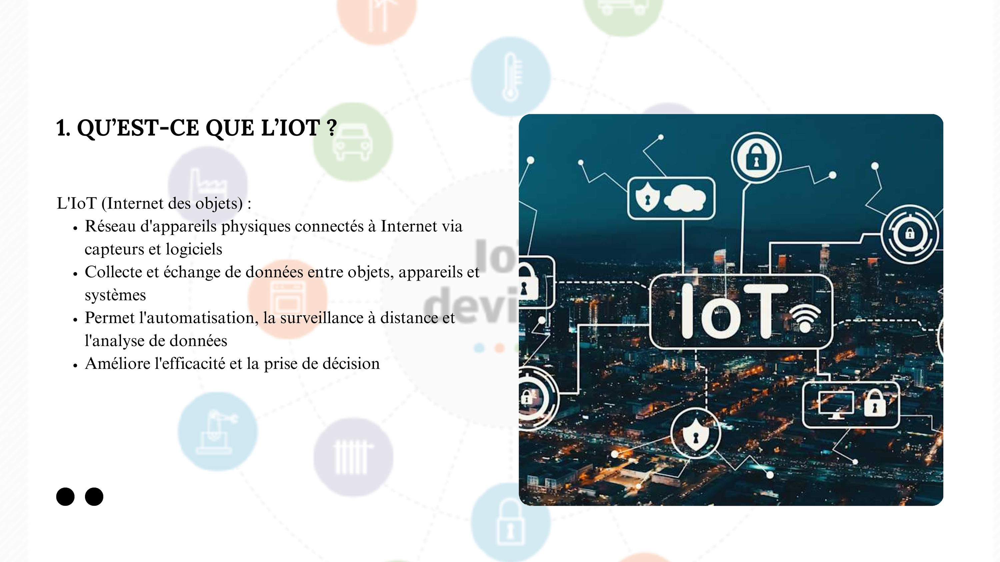 1. QU’EST-CE QUE L’IOT ?
L'IoT (Internet des objets) :
• Réseau d'appareils physiques connectés à Internet via
capteurs et logiciels
• Collecte et échange de données entre objets, appareils et
systèmes
• Permet l'automatisation, la surveillance à distance et
l'analyse de données
• Améliore l'efficacité et la prise de décision
IoT